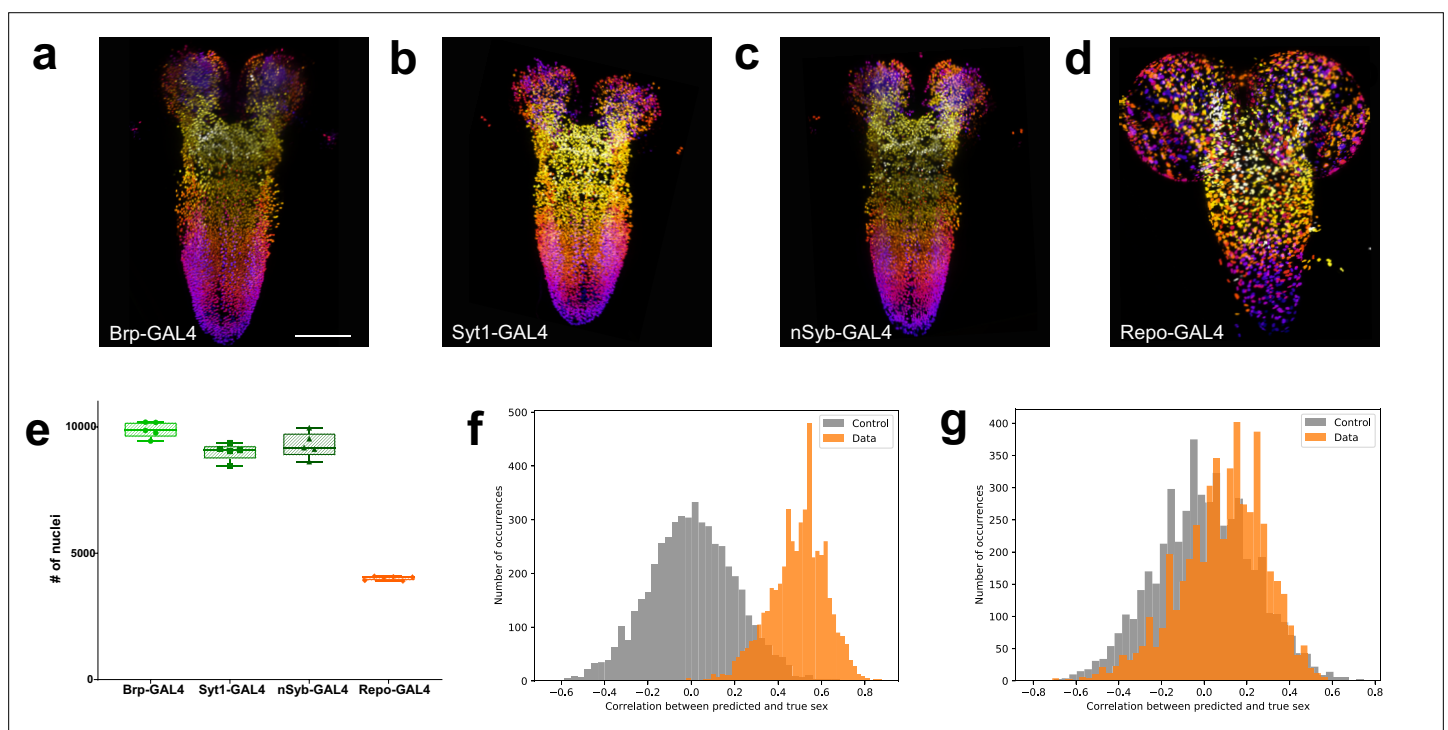 a
b
c
d
Brp-GAL4
Syt1-GAL4
nSyb-GAL4
Repo-GAL4
e
# of nuclei
10000
5000
0
Brp-GAL4 Syt1-GAL4 nSyb-GAL4 Repo-GAL4
f
Number of occurrences
500
400
300
200
100
0
−0.6 −0.4 −0.2 0.0 0.2 0.4 0.6 0.8
Correlation between predicted and true sex
Control
Data
g
Number of occurrences
400
350
300
250
200
150
100
50
0
−0.8 −0.6 −0.4 −0.2 0.0 0.2 0.4 0.6 0.8
Correlation between predicted and true sex
Control
Data